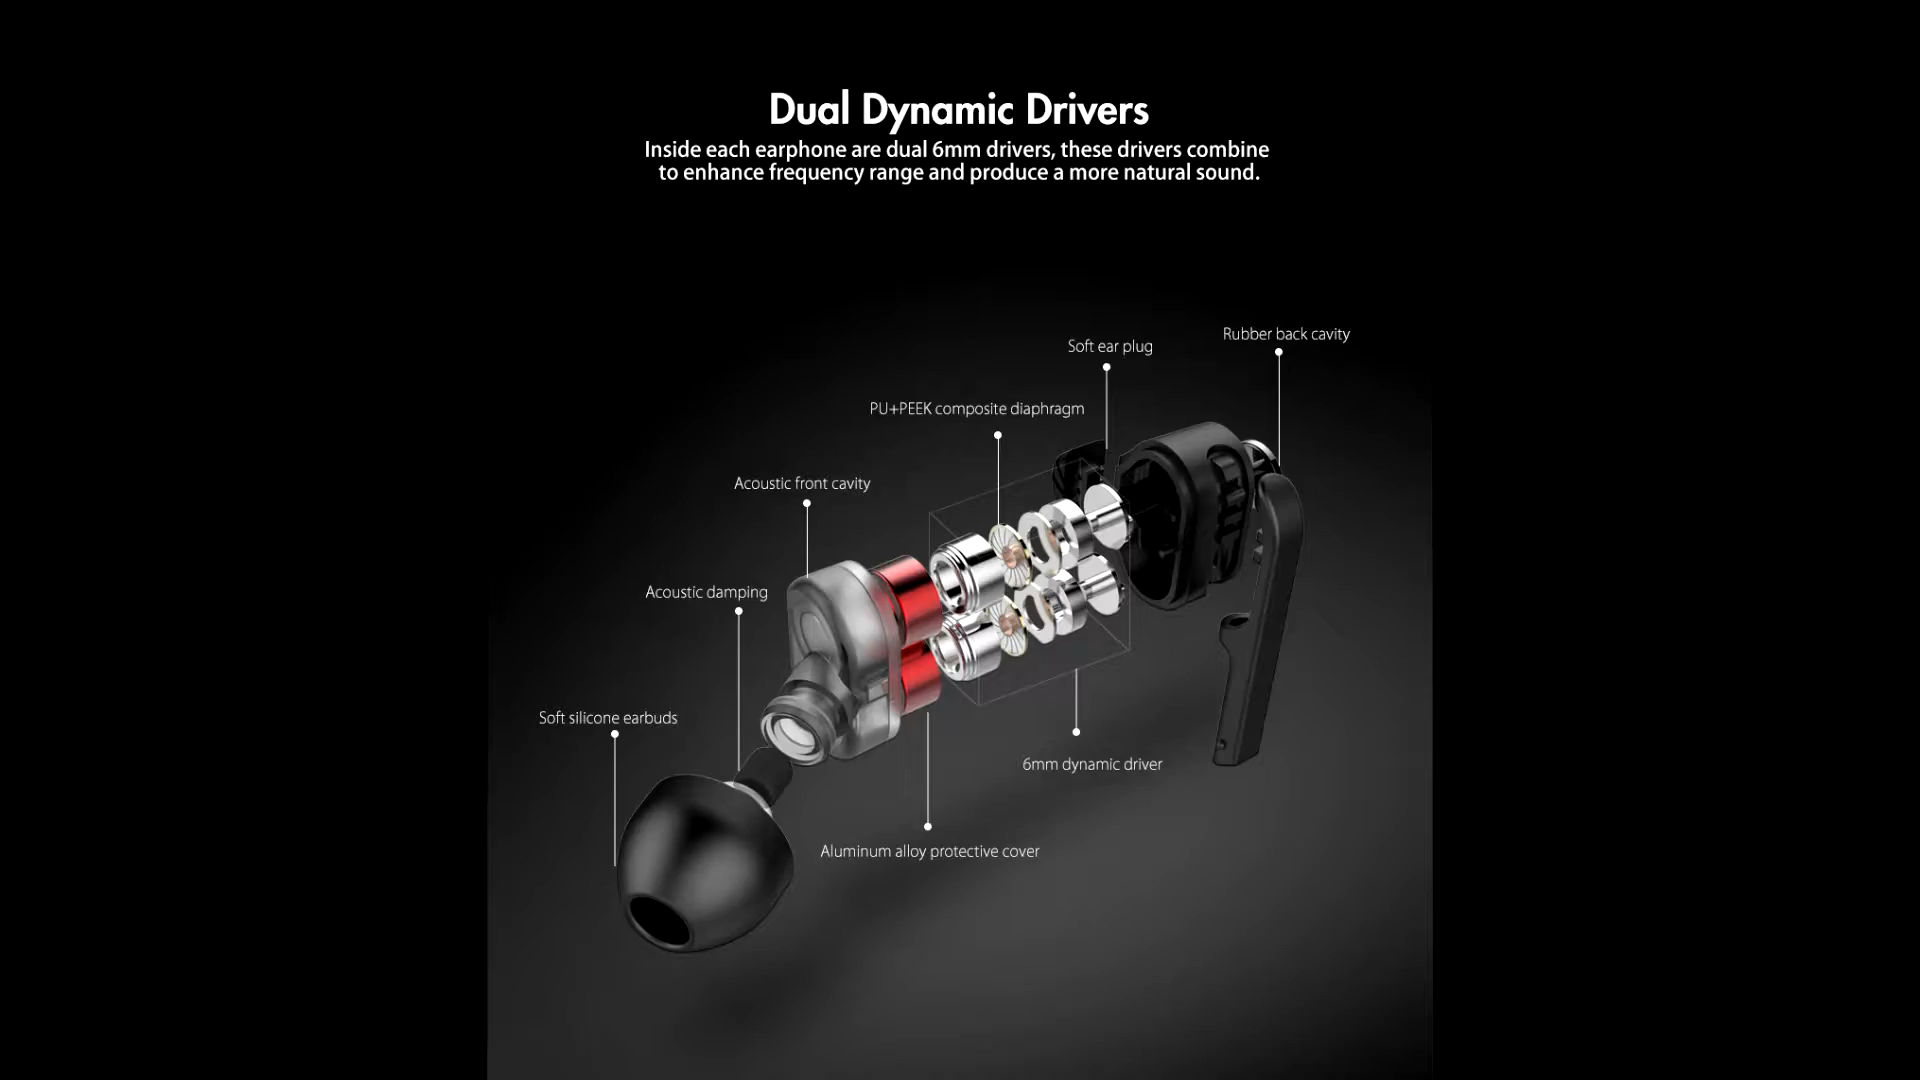 Dual Dynamic Drivers
Inside each earphone are dual 6mm drivers, these drivers combine
to enhance frequency range and produce a more natural sound.
Rubber back cavity
Soft ear plug
PU+PEEK composite diaphragm
Acoustic front cavity
Acoustic damping
Soft silicone earbuds
6mm dynamic driver
Aluminum alloy protective cover